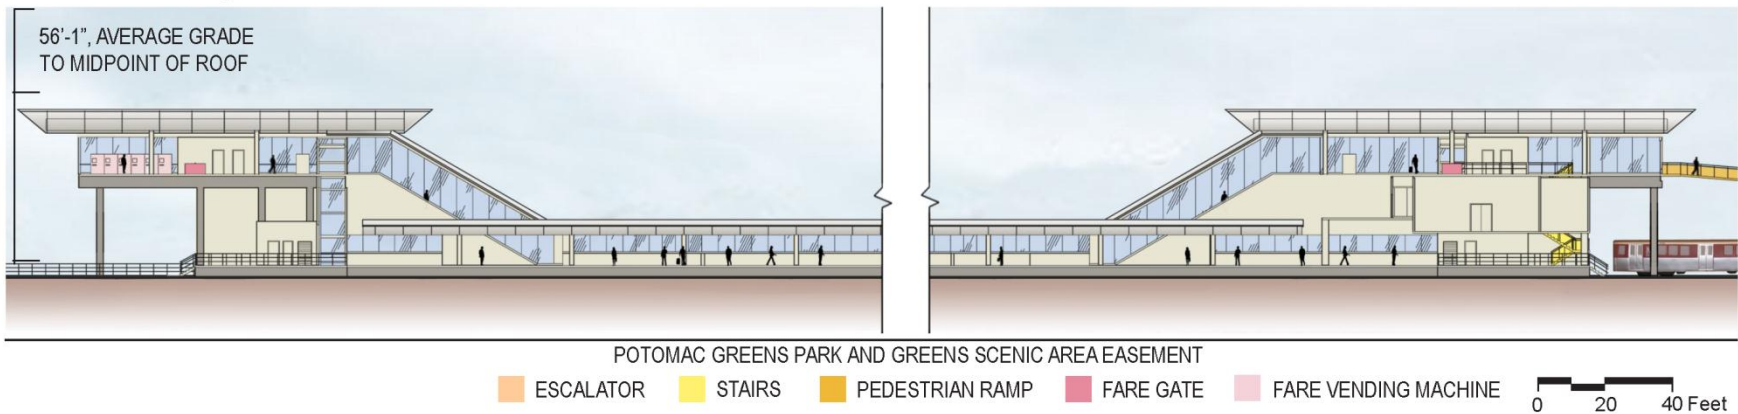 56'-1”, AVERAGE GRADE
TO MIDPOINT OF ROOF
POTOMAC GREENS PARK AND GREENS SCENIC AREA EASEMENT
ESCALATOR STAIRS PEDESTRIAN RAMP FARE GATE FARE VENDING MACHINE
0 20 40 Feet